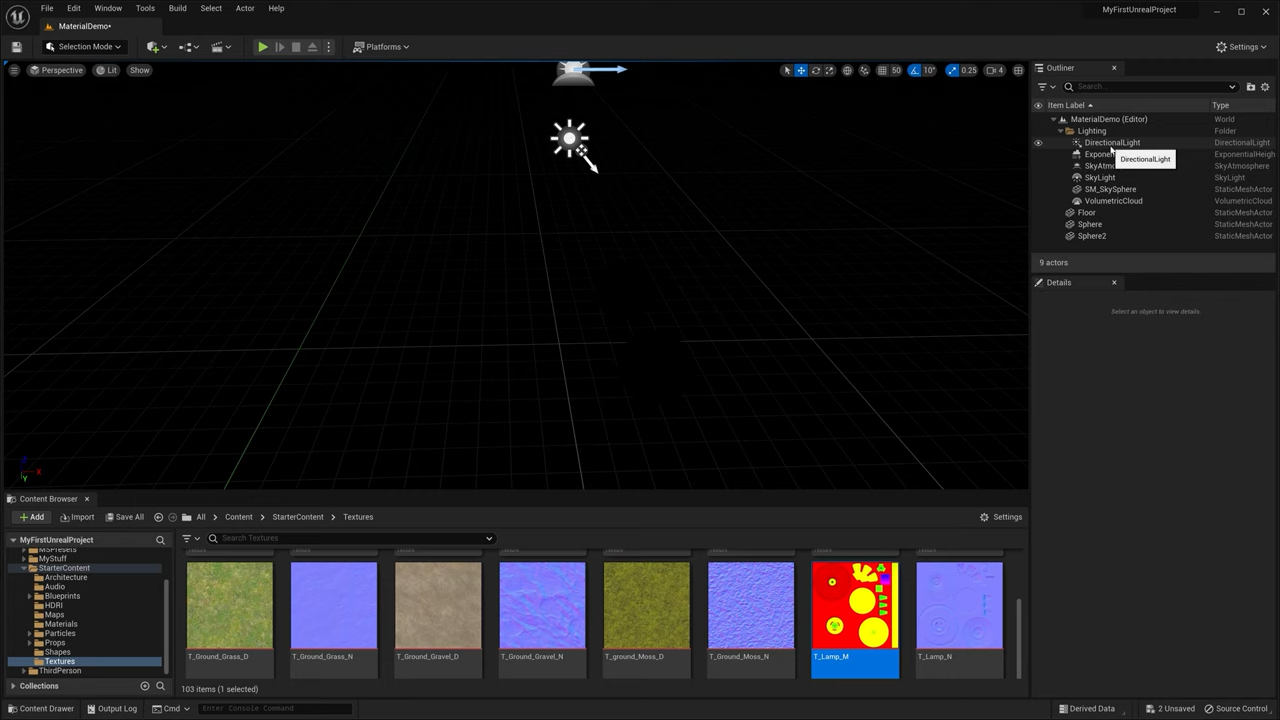 File Edit Window Tools Build Select Actor Help
MyFirstUnrealProject
MaterialDemo•
Selection Mode
Platforms
Settings
Perspective Lit Show
50 10° 0.25 4
Outliner
Search...
Item Label Type
MaterialDemo (Editor) World
Lighting Folder
DirectionalLight DirectionalLight
Exponen ExponentialHeigh
DirectionalLight
SkyAtmo SkyAtmosphere
SkyLight SkyLight
SM_SkySphere StaticMeshActor
VolumetricCloud VolumetricCloud
Floor StaticMeshActor
Sphere StaticMeshActor
Sphere2 StaticMeshActor
9 actors
Details
Select an object to view details.
X
Y
Content Browser
Add Import Save All All Content StarterContent Textures Settings
MyFirstUnrealProject
Search Textures
MSPresets
MyStuff
StarterContent
Architecture
Audio
Blueprints
HDRI
Maps
Materials
Particles
Props
Shapes
Textures
ThirdPerson
Collections
T_Ground_Grass_D T_Ground_Grass_N T_Ground_Gravel_D T_Ground_Gravel_N T_ground_Moss_D T_Ground_Moss_N T_Lamp_M T_Lamp_N
103 items (1 selected)
Content Drawer Output Log Cmd Enter Console Command Derived Data 2 Unsaved Source Control